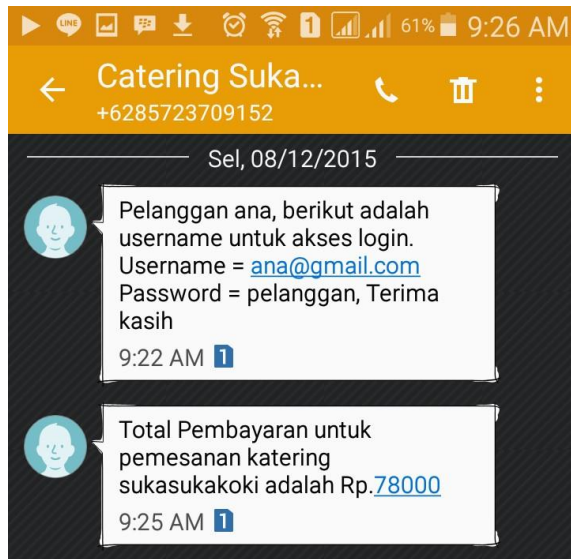 LINE 1 61% 9:26 AM
Catering Suka...
+6285723709152
Sel, 08/12/2015
Pelanggan ana, berikut adalah
username untuk akses login.
Username = ana@gmail.com
Password = pelanggan, Terima
kasih
9:22 AM 1
Total Pembayaran untuk
pemesanan katering
sukasukakoki adalah Rp.78000
9:25 AM 1